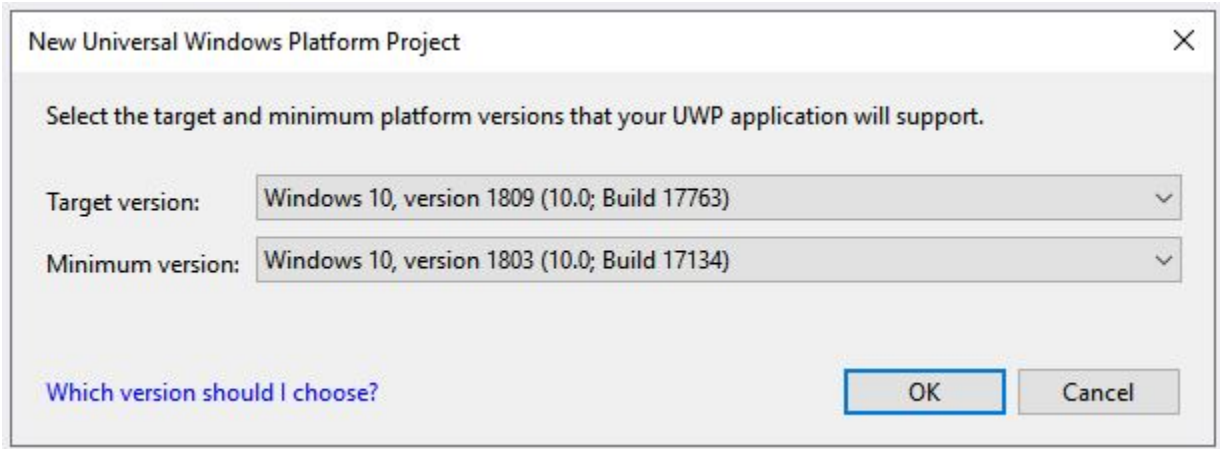 New Universal Windows Platform Project
Select the target and minimum platform versions that your UWP application will support.
Target version: Windows 10, version 1809 (10.0; Build 17763)
Minimum version: Windows 10, version 1803 (10.0; Build 17134)
Which version should I choose? OK Cancel